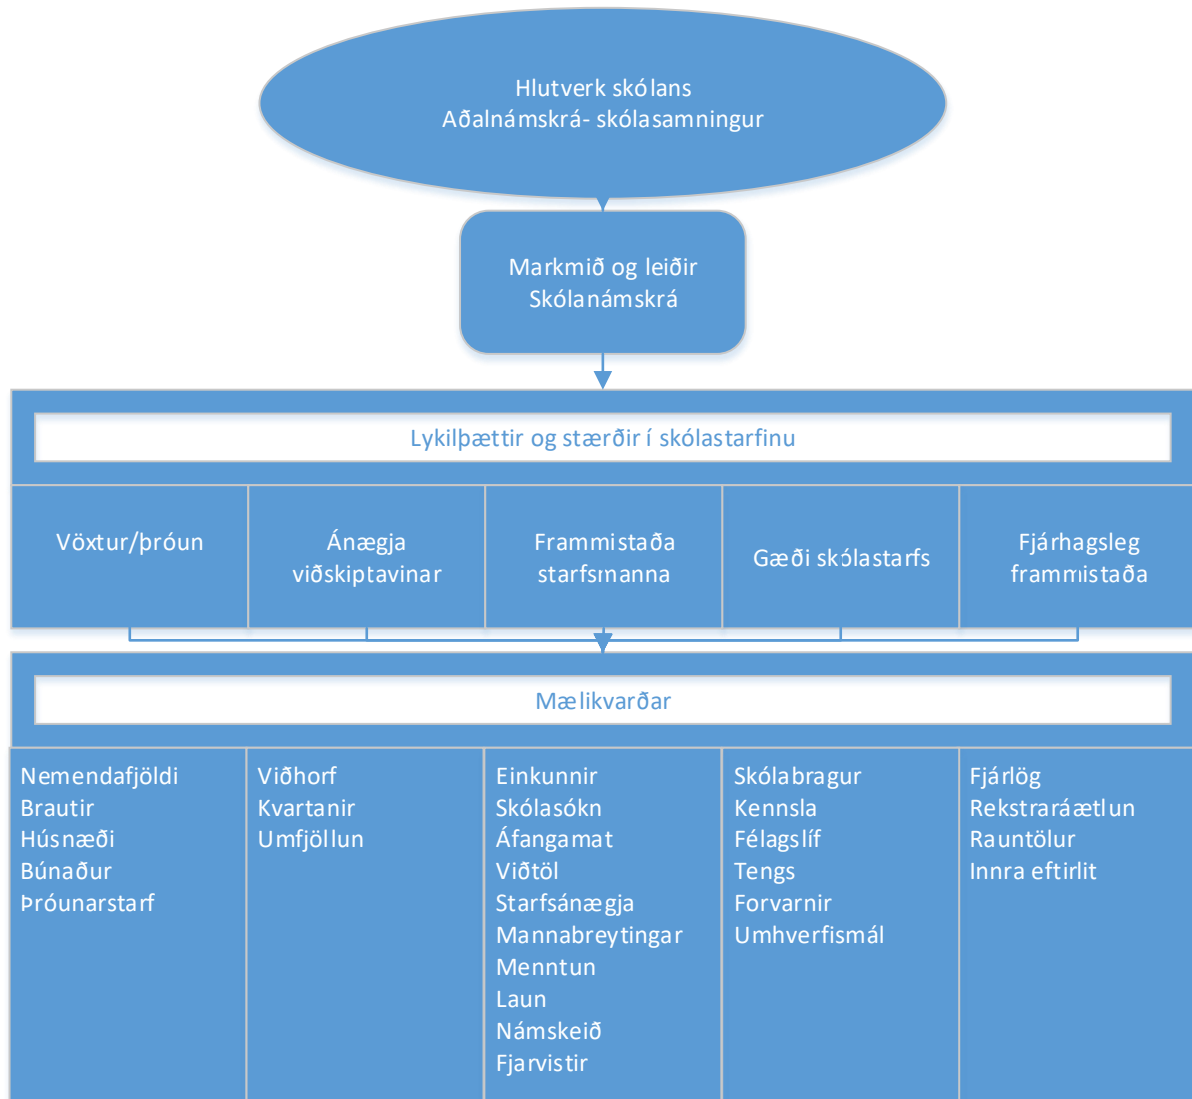 Hlutverk skólans
Aðalnámskrá- skólasamningur
Markmið og leiðir
Skólanámskrá
Lykilþættir og stærðir í skólastarfinu
Vöxtur/þróun
Ánægja
viðskiptavinar
Frammistaða
starfsmanna
Gæði skólastarfs
Fjárhagsleg
frammistaða
Mælikvarðar
Nemendafjöldi
Brautir
Húsnæði
Búnaður
Þróunarstarf
Viðhorf
Kvartanir
Umfjöllun
Einkunnir
Skólasókn
Áfangamat
Viðtöl
Starfsánægja
Mannabreytingar
Menntun
Laun
Námskeið
Fjarvistir
Skólabragur
Kennsla
Félagslíf
Tengs
Forvarnir
Umhverfismál
Fjárlög
Rekstraráætlun
Rauntölur
Innra eftirlit